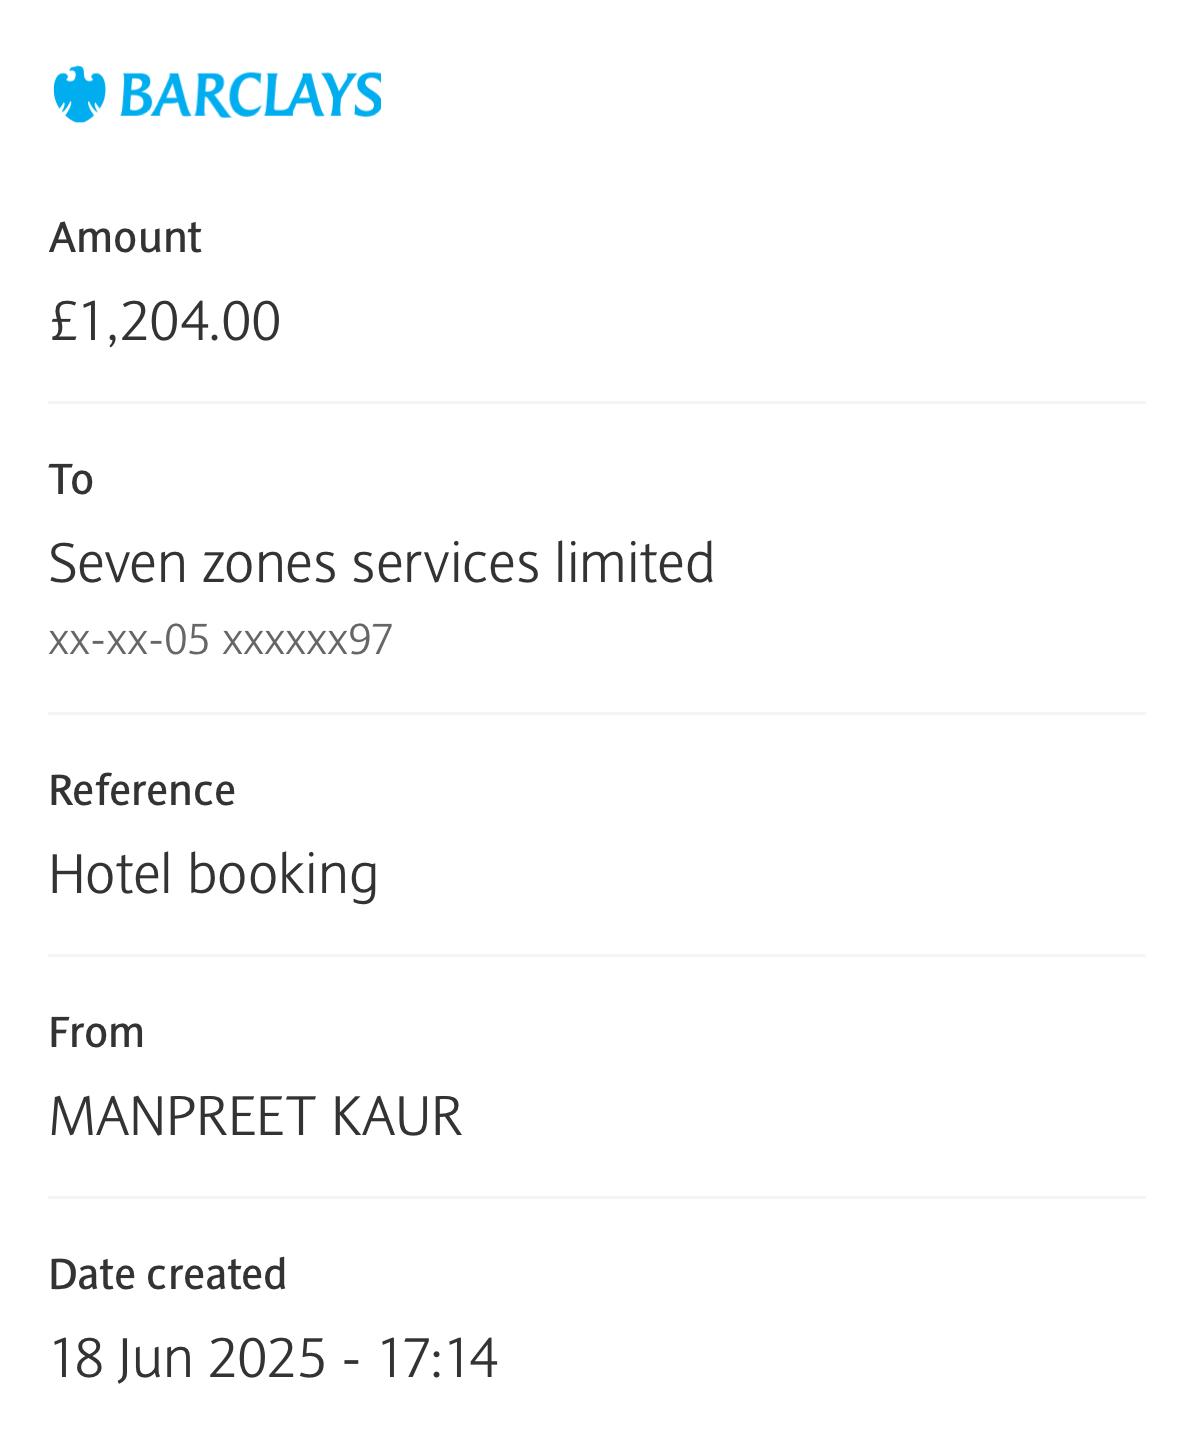 BARCLAYS
Amount
£1,204.00
To
Seven zones services limited
xx-xx-05 xxxxxx97
Reference
Hotel booking
From
MANPREET KAUR
Date created
18 Jun 2025 - 17:14